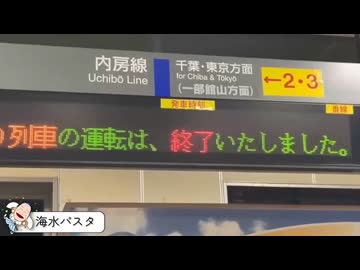 内房線
Uchibō Line
千葉・東京方面
for Chiba & Tōkyō
(一部館山方面)
←2・3
発車時刻
番線
列車の運転は、終了いたしました。
海水パスタ